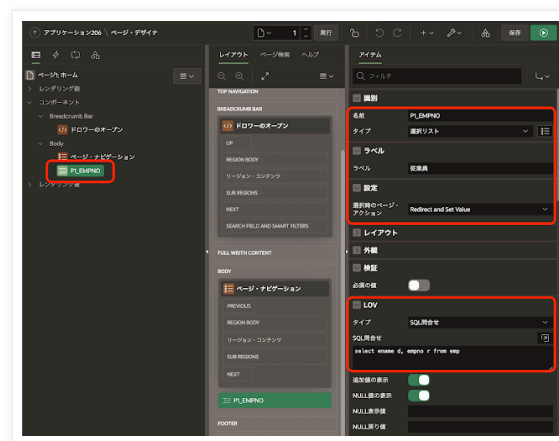 アプリケーション206 \ ページ・デザイナ
1
実行
保存
ページ1: ホーム
レンダリング前
コンポーネント
Breadcrumb Bar
ドロワーのオープン
Body
ページ・ナビゲーション
P1_EMPNO
レンダリング後
レイアウト ページ検索 ヘルプ
TOP NAVIGATION
BREADCRUMB BAR
ドロワーのオープン
UP
REGION BODY
リージョン・コンテンツ
SUB REGIONS
NEXT
SEARCH FIELD AND SMART FILTERS
FULL WIDTH CONTENT
BODY
ページ・ナビゲーション
PREVIOUS
REGION BODY
リージョン・コンテンツ
SUB REGIONS
NEXT
P1_EMPNO
FOOTER
アイテム
フィルタ
識別
名前 P1_EMPNO
タイプ 選択リスト
ラベル
ラベル 従業員
設定
選択時のページ・
アクション Redirect and Set Value
レイアウト
外観
検証
必須の値
LOV
タイプ SQL問合せ
SQL問合せ
select ename d, empno r from emp
追加値の表示
NULL値の表示
NULL表示値
NULL戻り値